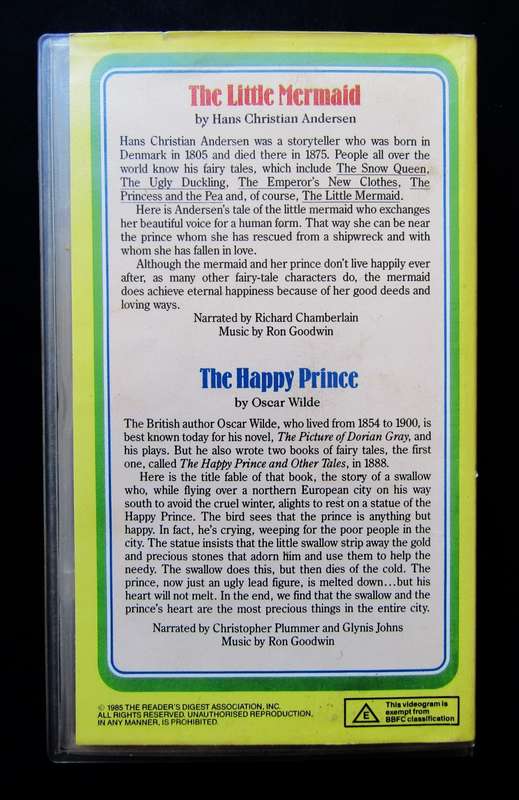 The Little Mermaid
by Hans Christian Andersen
Hans Christian Andersen was a storyteller who was born in
Denmark in 1805 and died there in 1875. People all over the
world know his fairy tales, which include The Snow Queen,
The Ugly Duckling, The Emperor's New Clothes, The
Princess and the Pea and, of course, The Little Mermaid.
Here is Andersen's tale of the little mermaid who exchanges
her beautiful voice for a human form. That way she can be near
the prince whom she has rescued from a shipwreck and with
whom she has fallen in love.
Although the mermaid and her prince don't live happily ever
after, as many other fairy-tale characters do, the mermaid
does achieve eternal happiness because of her good deeds and
loving ways.
Narrated by Richard Chamberlain
Music by Ron Goodwin
The Happy Prince
by Oscar Wilde
The British author Oscar Wilde, who lived from 1854 to 1900, is
best known today for his novel, The Picture of Dorian Gray, and
his plays. But he also wrote two books of fairy tales, the first
one, called The Happy Prince and Other Tales, in 1888.
Here is the title fable of that book, the story of a swallow
who, while flying over a northern European city on his way
south to avoid the cruel winter, alights to rest on a statue of the
Happy Prince. The bird sees that the prince is anything but
happy. In fact, he's crying, weeping for the poor people in the
city. The statue insists that the little swallow strip away the gold
and precious stones that adorn him and use them to help the
needy. The swallow does this, but then dies of the cold. The
prince, now just an ugly lead figure, is melted down...but his
heart will not melt. In the end, we find that the swallow and the
prince's heart are the most precious things in the entire city.
Narrated by Christopher Plummer and Glynis Johns
Music by Ron Goodwin
© 1985 THE READER'S DIGEST ASSOCIATION, INC.
ALL RIGHTS RESERVED. UNAUTHORISED REPRODUCTION,
IN ANY MANNER, IS PROHIBITED.
E
This videogram is
exempt from
BBFC classification